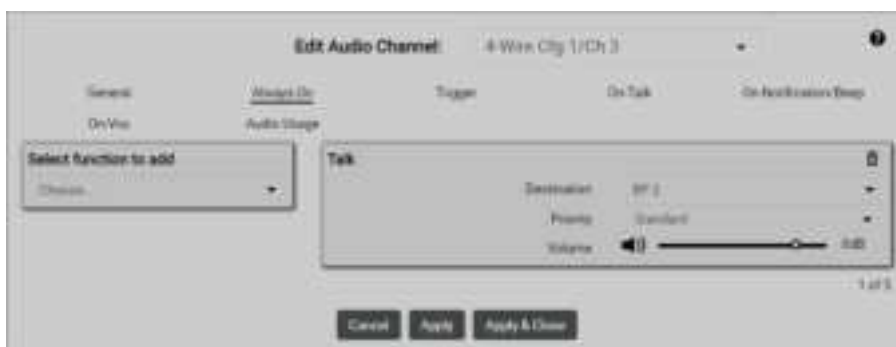 Edit Audio Channel: 4-Wire Cfg 1/Ch 3
General Always On Trigger On Talk On Notification Beep
On Vox Audio Usage
Select function to add
Choose
Talk
Destination BP 2
Priority Standard
Volume 0dB
1 of 5
Cancel Apply Apply & Close